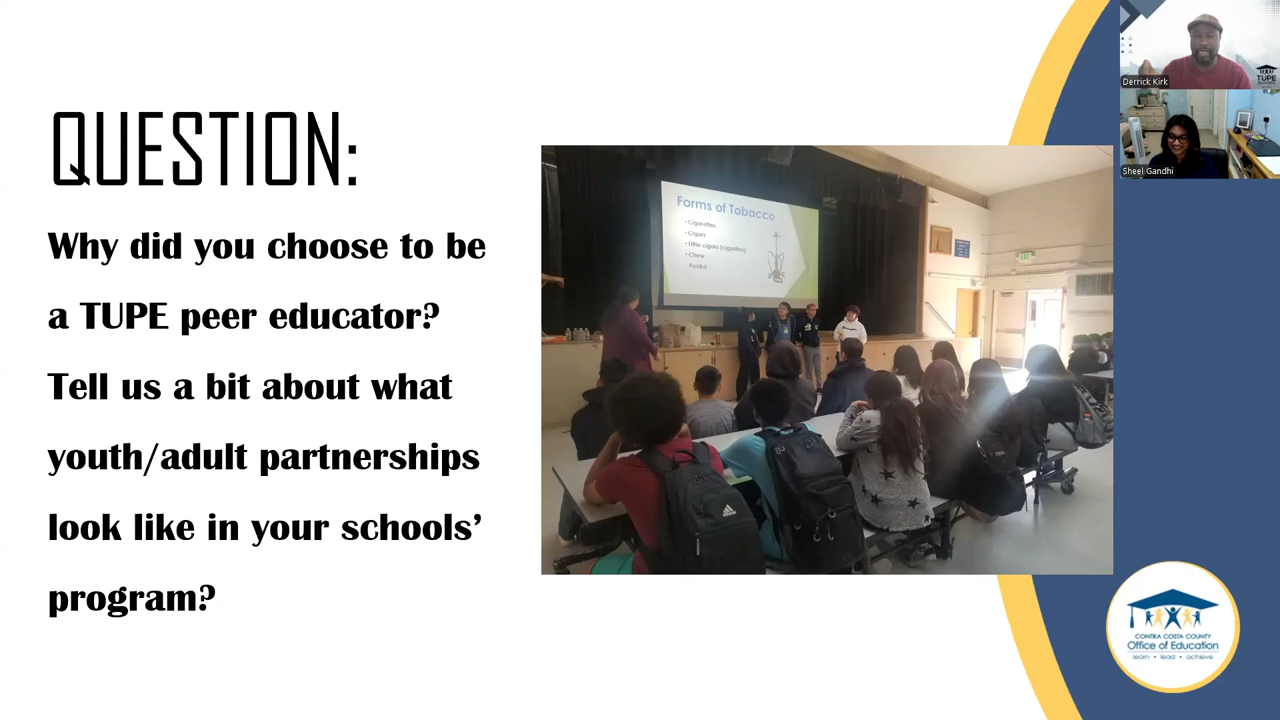 QUESTION:
Why did you choose to be
a TUPE peer educator?
Tell us a bit about what
youth/adult partnerships
look like in your schools’
program?
Forms of Tobacco
• Cigarettes
• Cigars
• Little cigars (cigarillos)
• Chew
Hookah
adidas
Derrick Kirk
TUPE
Sheel Gandhi
CONTRA COSTA COUNTY
Office of Education
learn • lead • achieve